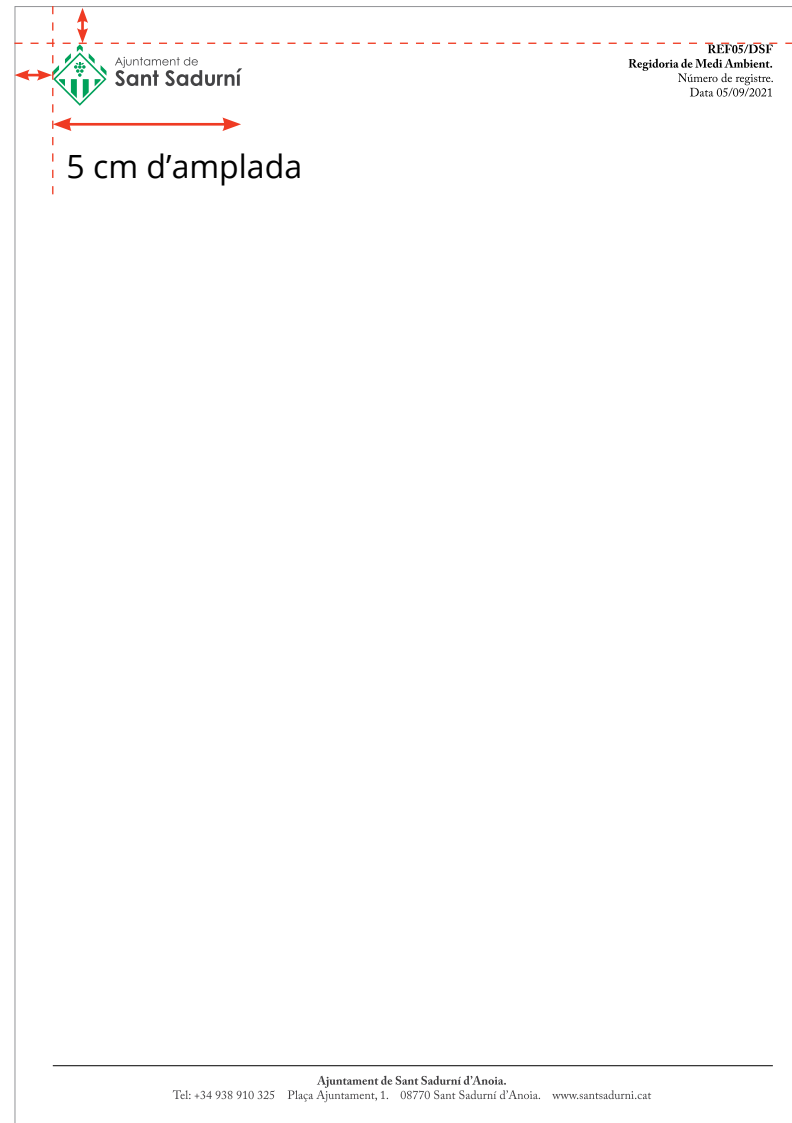 Ajuntament de
Sant Sadurní
REF05/DSF
Regidoria de Medi Ambient.
Número de registre.
Data 05/09/2021
5 cm d’amplada
Ajuntament de Sant Sadurní d’Anoia.
Tel: +34 938 910 325 Plaça Ajuntament, 1. 08770 Sant Sadurní d’Anoia. www.santsadurni.cat